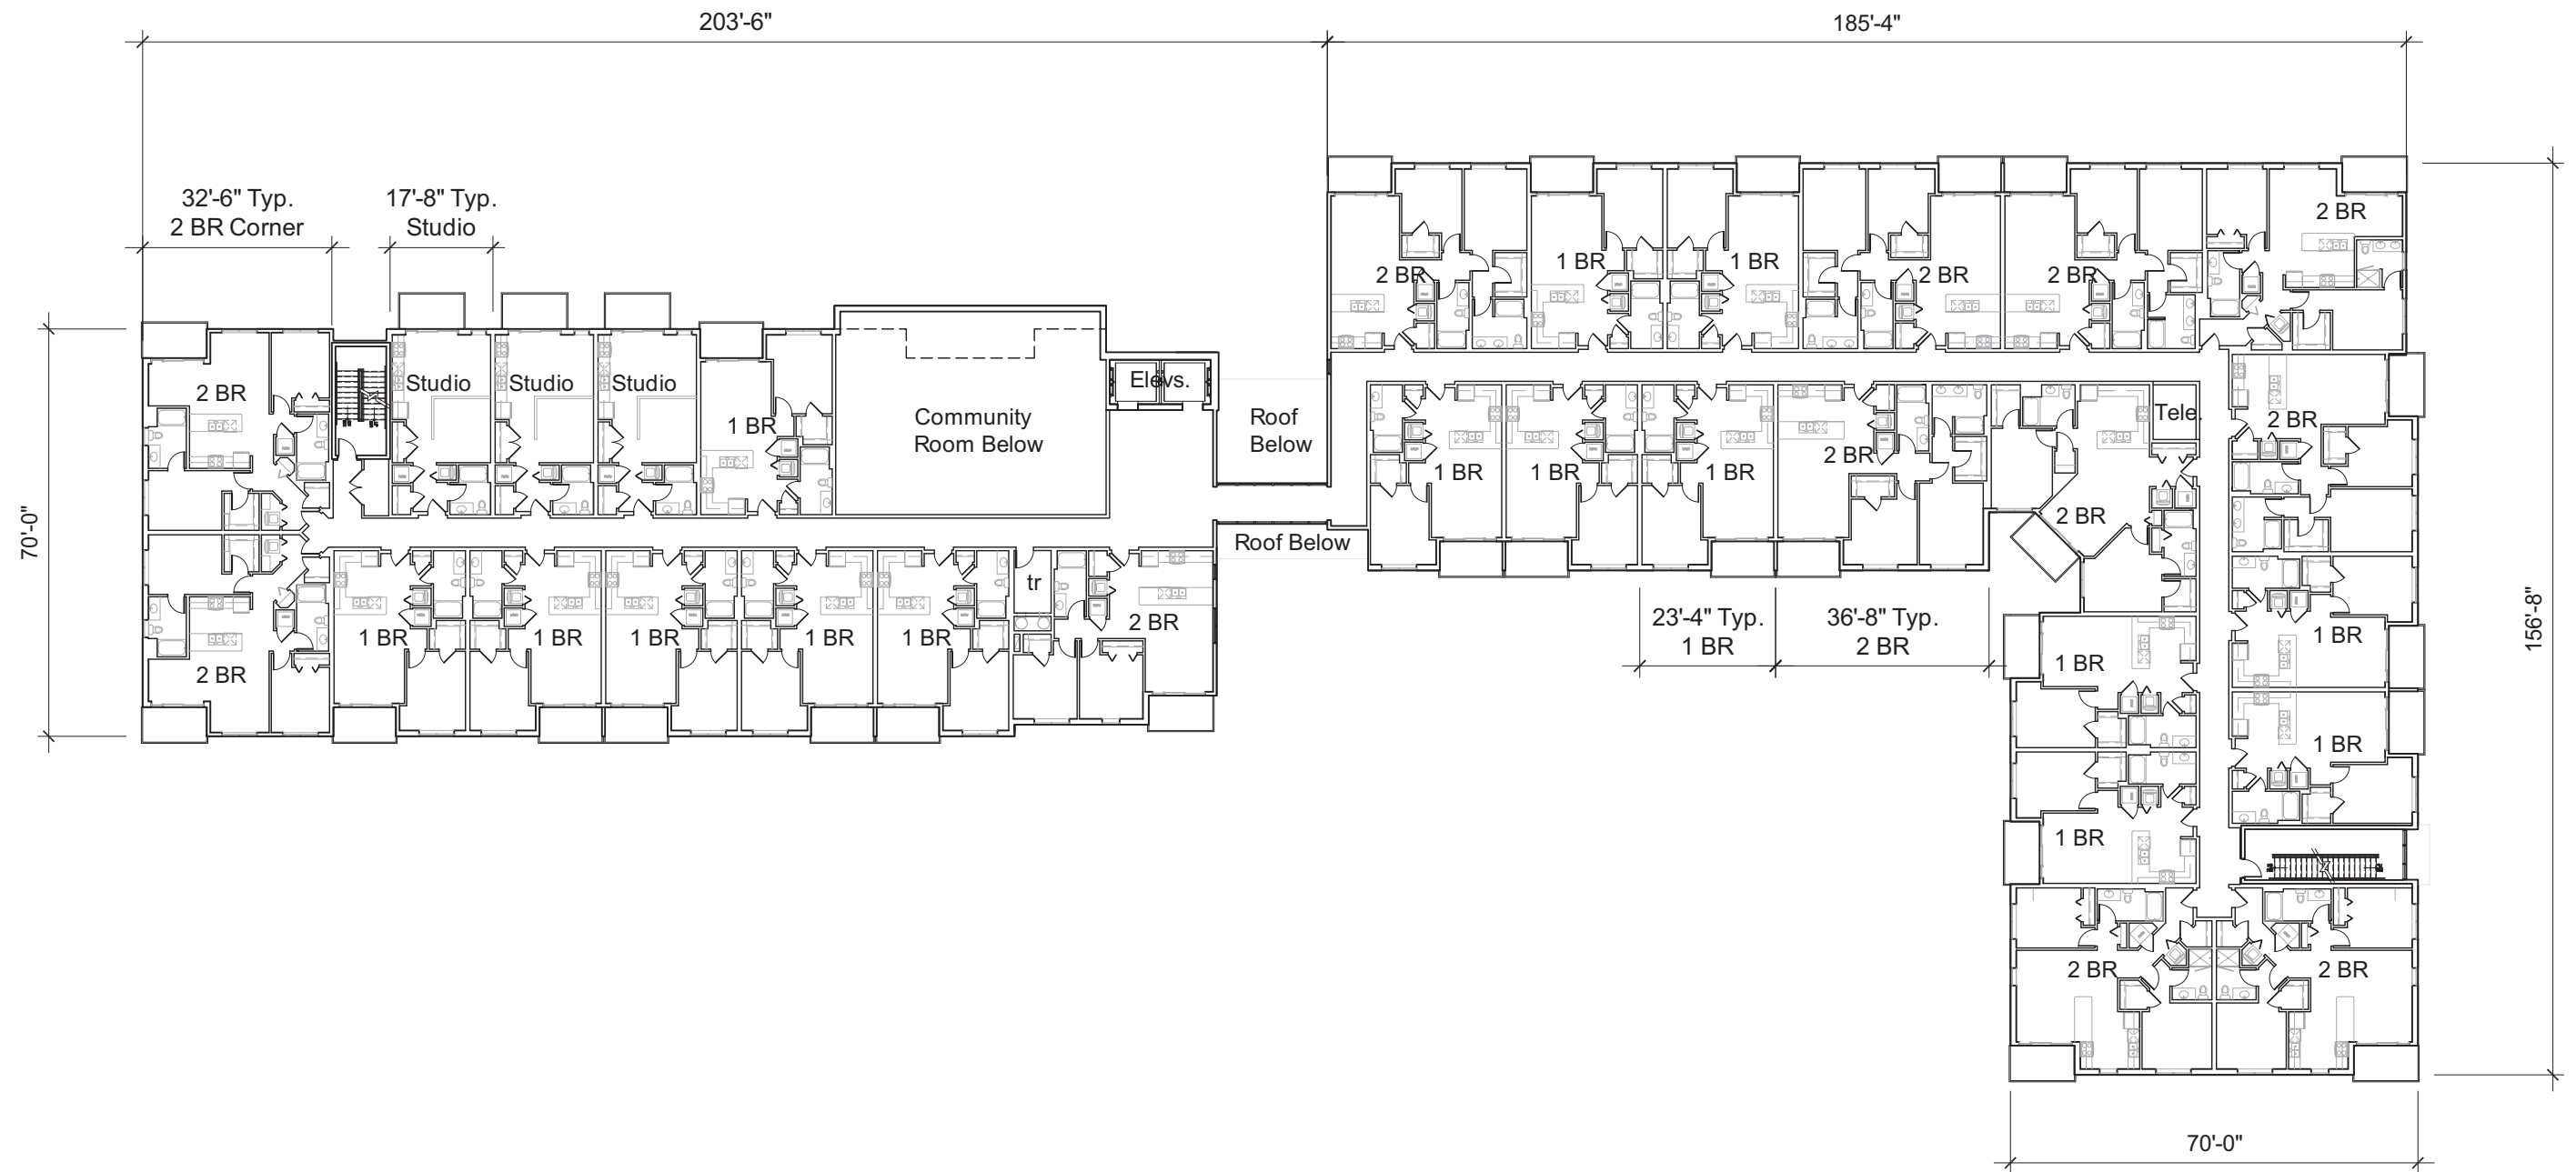 203'-6"
185'-4"
32'-6" Typ.
2 BR Corner
17'-8" Typ.
Studio
2 BR
2 BR
1 BR
1 BR
2 BR
2 BR
70'-0"
2 BR
Studio
Studio
Studio
1 BR
Community
Room Below
Elevs.
Roof
Below
Tele.
2 BR
1 BR
1 BR
1 BR
2 BR
2 BR
Roof Below
tr
1 BR
1 BR
1 BR
1 BR
1 BR
2 BR
2 BR
23'-4" Typ.
1 BR
36'-8" Typ.
2 BR
156'-8"
1 BR
1 BR
1 BR
1 BR
2 BR
2 BR
70'-0"